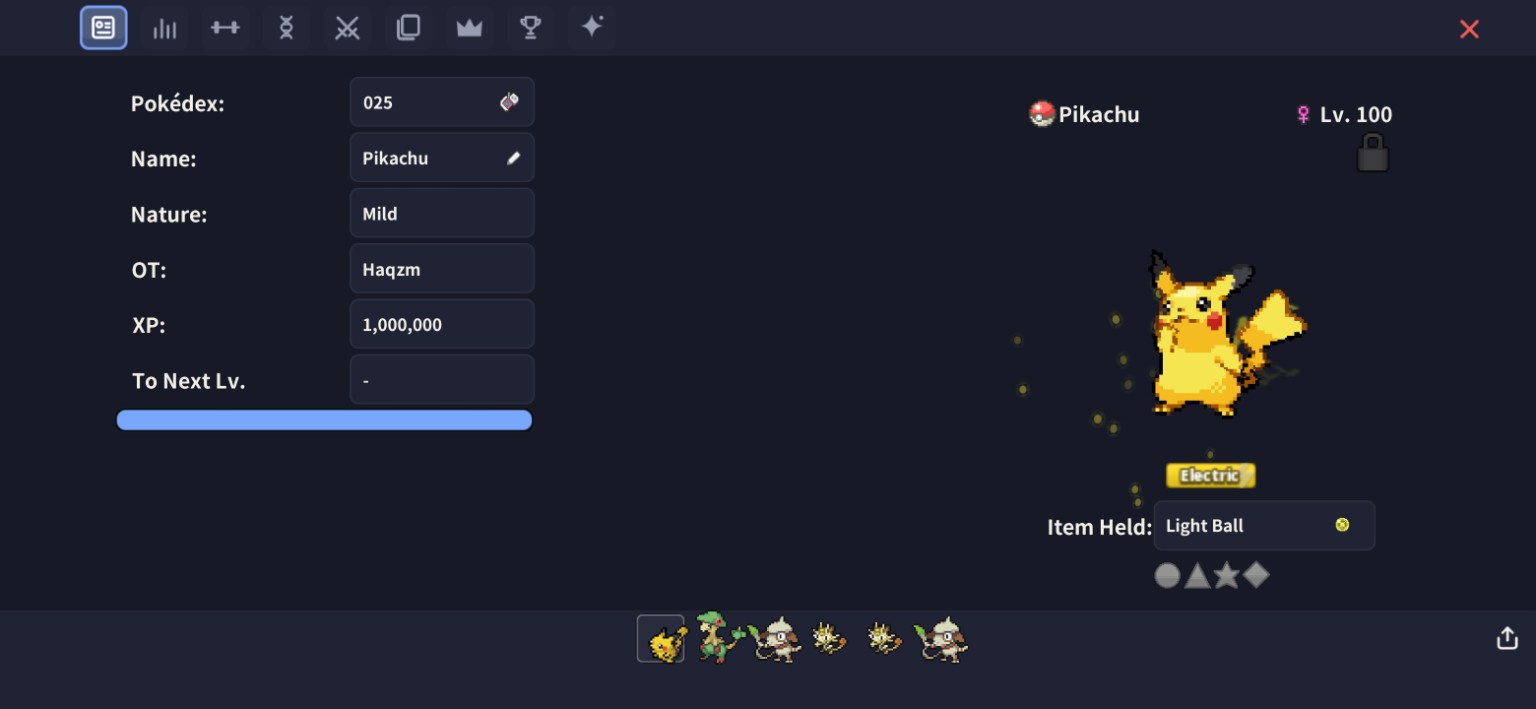 Pokédex: 025
Name: Pikachu
Nature: Mild
OT: Haqzm
XP: 1,000,000
To Next Lv. -
Pikachu ♀ Lv. 100
Electric
Item Held: Light Ball